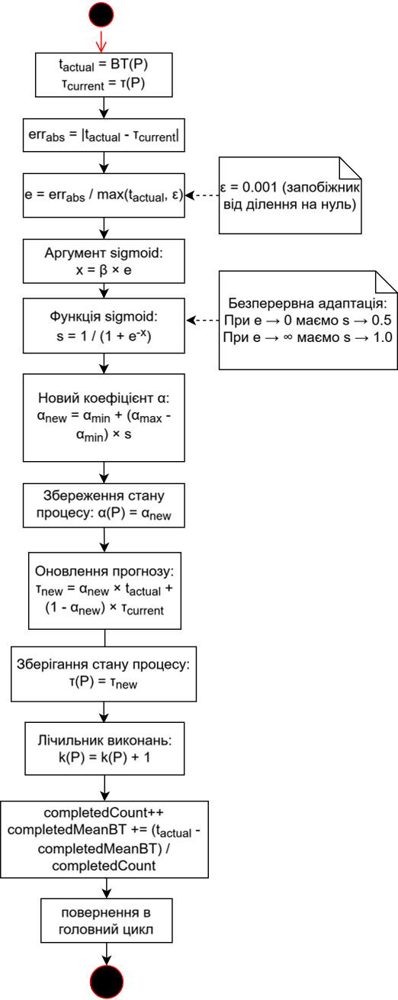 t_actual = BT(P)
τ_current = τ(P)
err_abs = |t_actual - τ_current|
e = err_abs / max(t_actual, ε)
ε = 0.001 (запобіжник
від ділення на нуль)
Аргумент sigmoid:
x = β × e
Функція sigmoid:
s = 1 / (1 + e^-x)
Безперервна адаптація:
При e → 0 маємо s → 0.5
При e → ∞ маємо s → 1.0
Новий коефіцієнт α:
α_new = α_min + (α_max -
α_min) × s
Збереження стану
процесу: α(P) = α_new
Оновлення прогнозу:
τ_new = α_new × t_actual +
(1 - α_new) × τ_current
Зберігання стану процесу:
τ(P) = τ_new
Лічильник виконань:
k(P) = k(P) + 1
completedCount++
completedMeanBT += (t_actual -
completedMeanBT) /
completedCount
повернення в
головний цикл